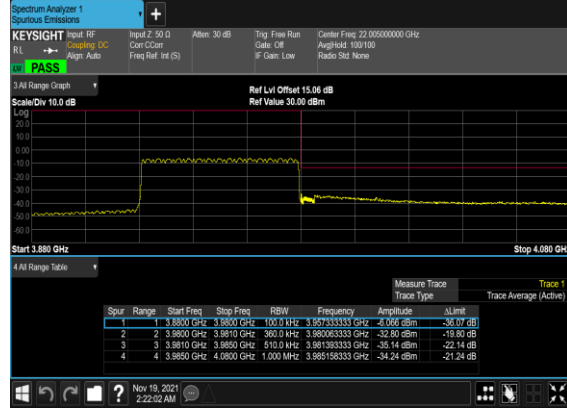 Spectrum Analyzer 1
Spurious Emissions
KEYSIGHT Input: RF Input Z: 50 Ω Atten: 30 dB Trig: Free Run Center Freq: 22.005000000 GHz
RL Coupling: DC Corr CCorr Gate: Off Avg|Hold: 100/100
Align: Auto Freq Ref: Int (S) IF Gain: Low Radio Std: None
LW PASS
3 All Range Graph Ref Lvl Offset 15.06 dB
Scale/Div 10.0 dB Ref Value 30.00 dBm
Log
20.0
10.0
0.00
-10.0
-20.0
-30.0
-40.0
-50.0
-60.0
Start 3.880 GHz Stop 4.080 GHz
4 All Range Table
Measure Trace Trace 1
Trace Type Trace Average (Active)
Spur Range Start Freq Stop Freq RBW Frequency Amplitude ΔLimit
1 1 3.8800 GHz 3.9800 GHz 100.0 kHz 3.957333333 GHz -6.066 dBm -36.07 dB
2 2 3.9800 GHz 3.9810 GHz 360.0 kHz 3.980063333 GHz -32.80 dBm -19.80 dB
3 3 3.9810 GHz 3.9850 GHz 510.0 kHz 3.981393333 GHz -35.14 dBm -22.14 dB
4 4 3.9850 GHz 4.0800 GHz 1.000 MHz 3.985158333 GHz -34.24 dBm -21.24 dB
Nov 19, 2021
2:22:02 AM